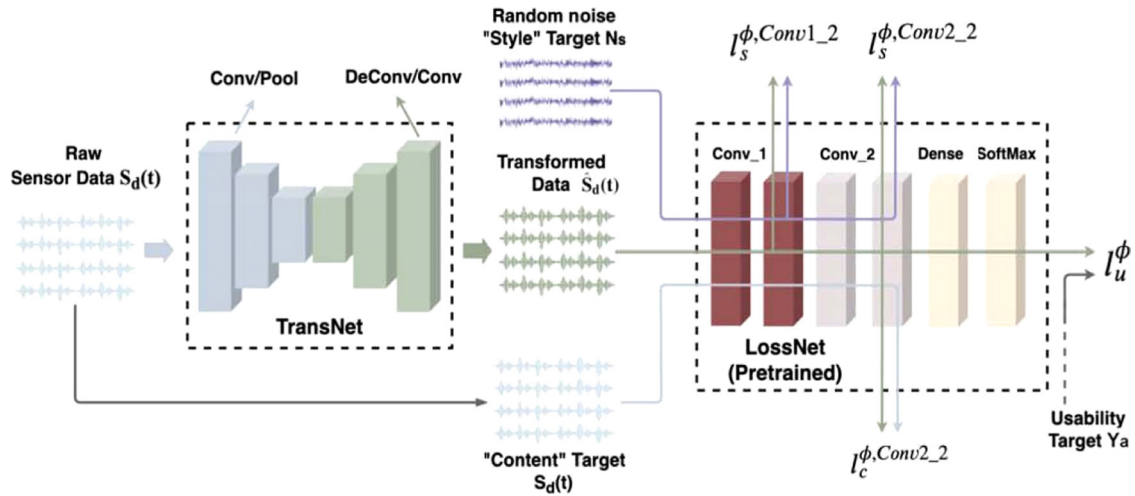 Random noise
"Style" Target Ns
l_s^{ϕ,Conv1_2}
l_s^{ϕ,Conv2_2}
Conv/Pool
DeConv/Conv
Raw
Sensor Data S_d(t)
Transformed
Data Ŝ_d(t)
Conv_1
Conv_2
Dense
SoftMax
l_u^ϕ
TransNet
LossNet
(Pretrained)
Usability
Target Ya
"Content" Target
S_d(t)
l_c^{ϕ,Conv2_2}